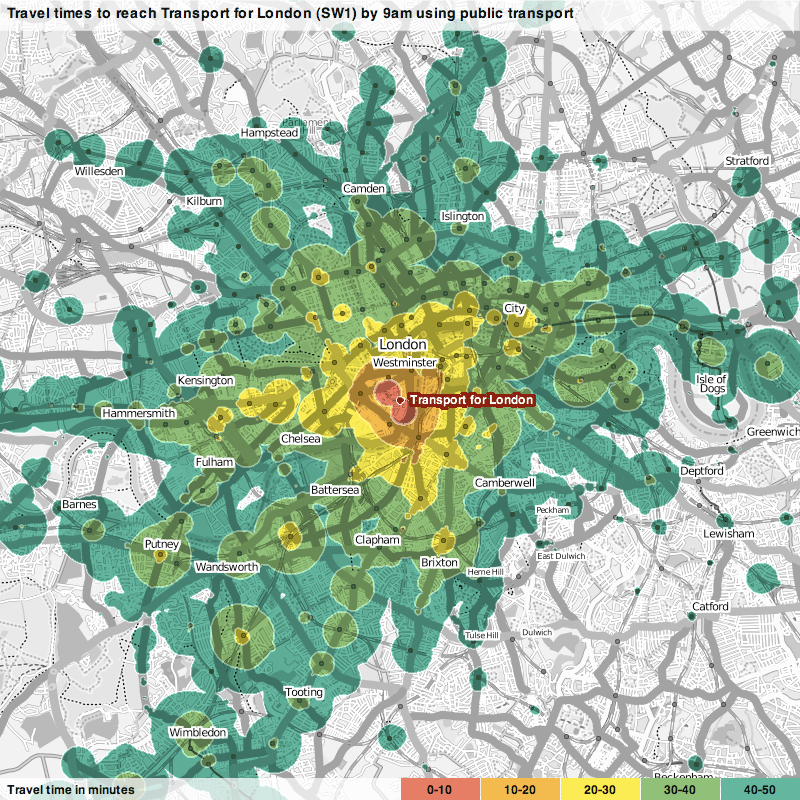 Travel times to reach Transport for London (SW1) by 9am using public transport
Parliament
Hill
Hampstead
Stratford
Willesden
Camden
Kilburn
Islington
City
London
Westminster
Kensington
Isle of
Dogs
Transport for London
Hammersmith
Greenwich
Chelsea
Fulham
Deptford
Camberwell
Battersea
Barnes
Peckham
Lewisham
Clapham
Putney
East Dulwich
Brixton
Wandsworth
Herne Hill
Catford
Tulse Hill
Dulwich
Tooting
Wimbledon
Beckenham
Travel time in minutes
0-10
10-20
20-30
30-40
40-50